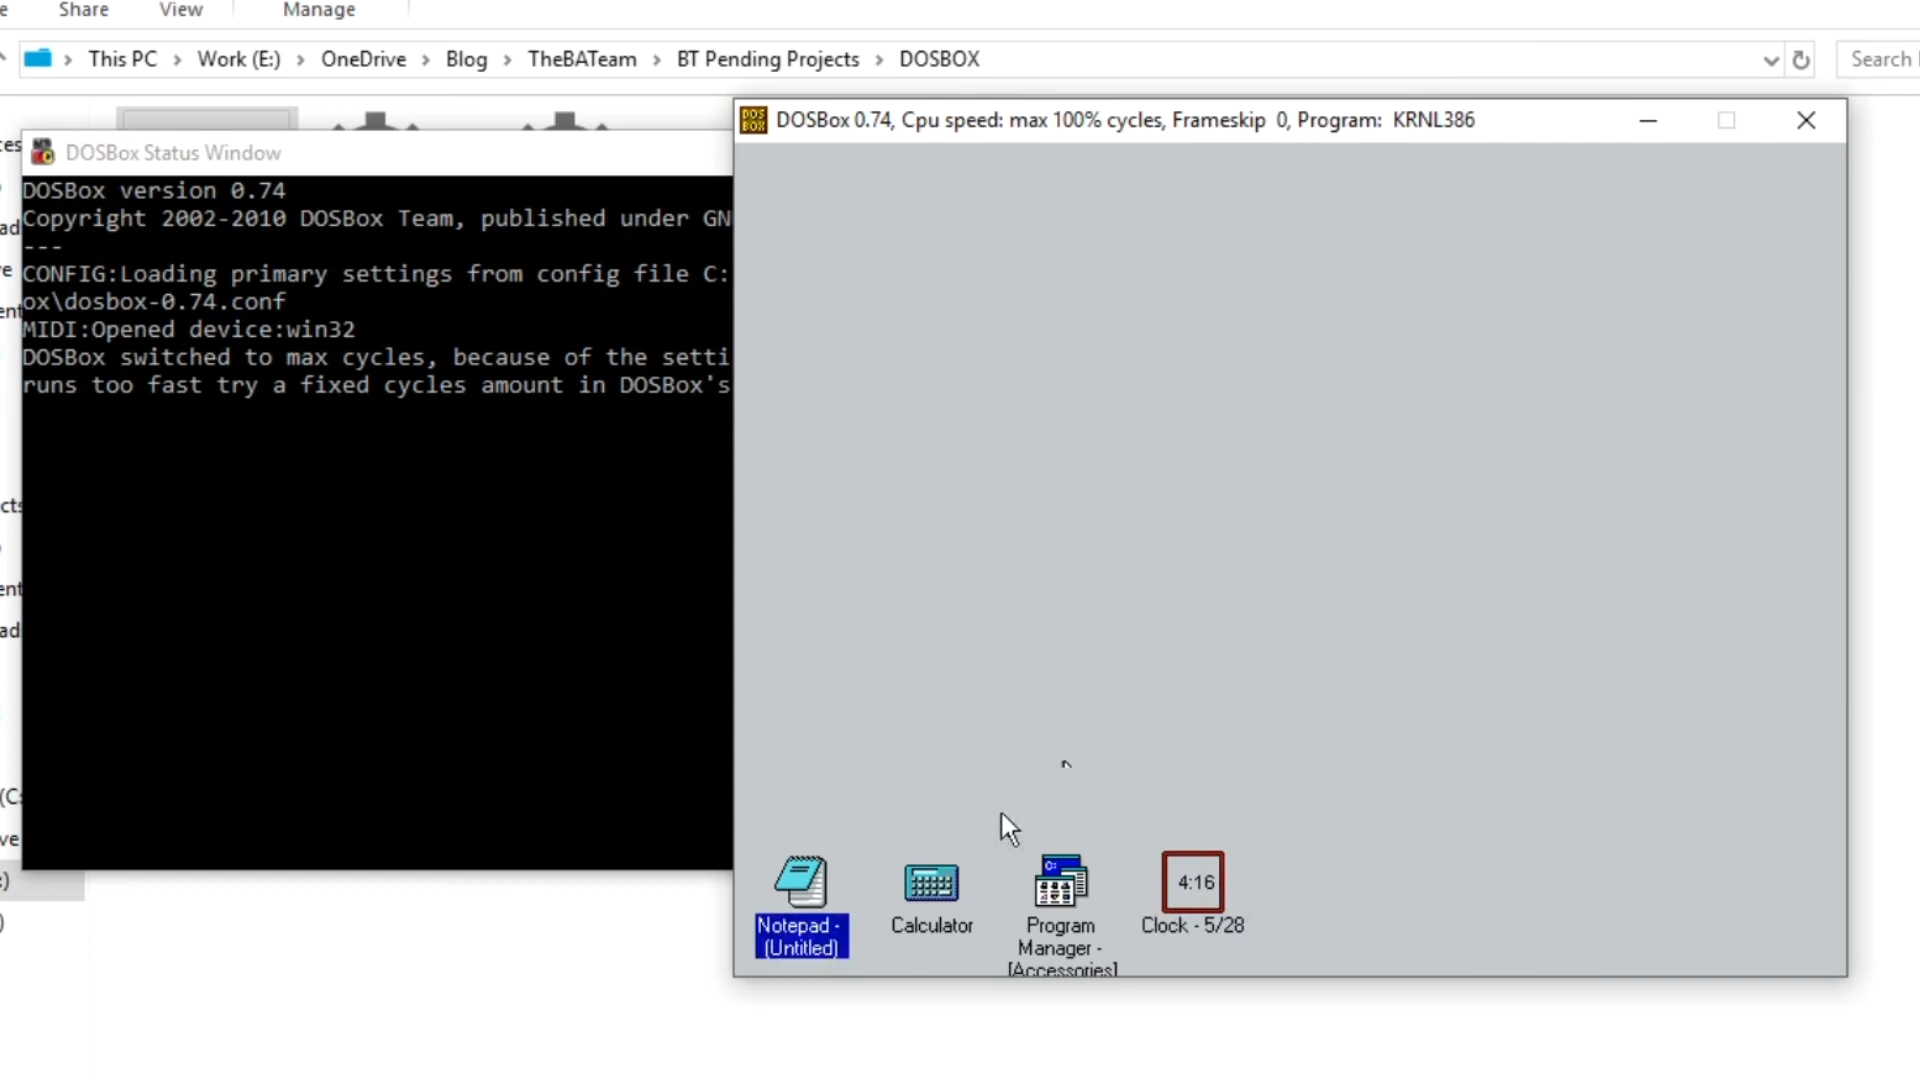 Share View Manage
This PC > Work (E:) > OneDrive > Blog > TheBATeam > BT Pending Projects > DOSBOX
Search
DOSBox Status Window
DOSBox version 0.74
Copyright 2002-2010 DOSBox Team, published under GN
---
CONFIG:Loading primary settings from config file C:
ox\dosbox-0.74.conf
MIDI:Opened device:win32
DOSBox switched to max cycles, because of the setti
runs too fast try a fixed cycles amount in DOSBox's
DOSBox 0.74, Cpu speed: max 100% cycles, Frameskip 0, Program: KRNL386
Notepad -
(Untitled)
Calculator
Program
Manager -
[Accessories]
4:16
Clock - 5/28